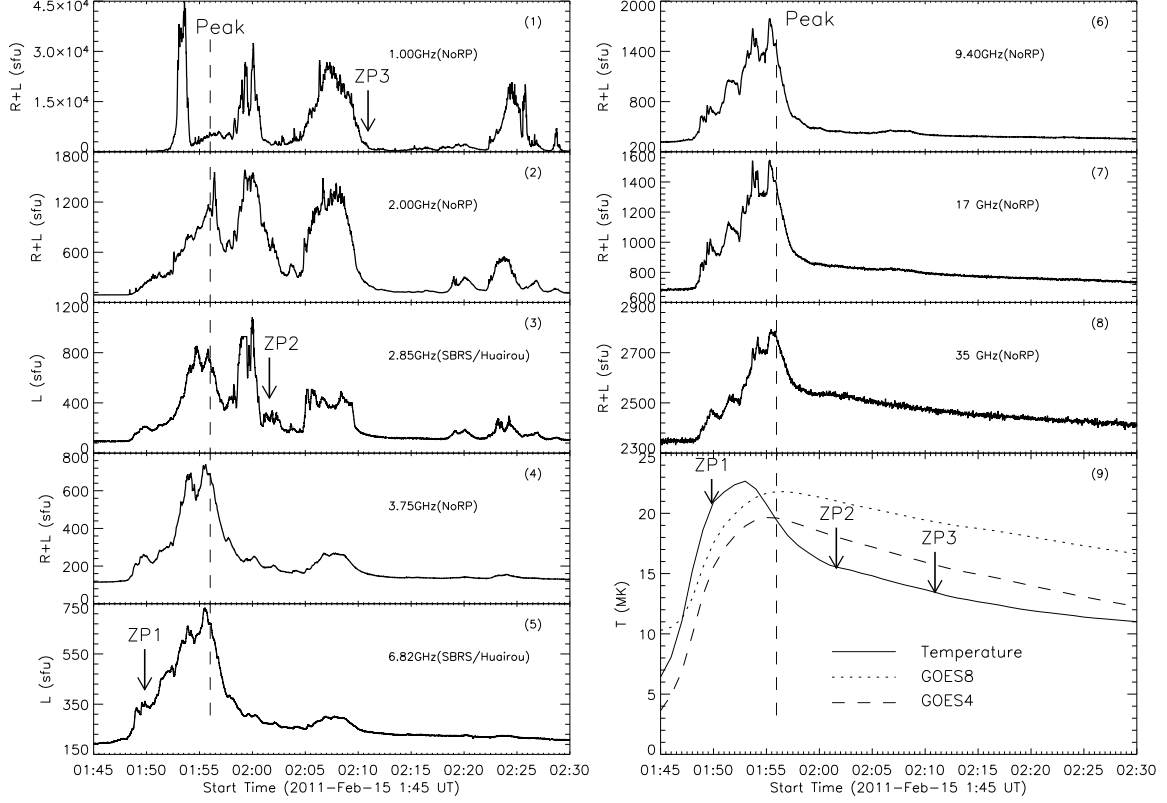 4.5×10⁴
3.0×10⁴
1.5×10⁴
0
R+L (sfu)
Peak
(1)
1.00GHz(NoRP)
ZP3
1800
1200
600
0
R+L (sfu)
(2)
2.00GHz(NoRP)
1200
800
400
0
L (sfu)
(3)
ZP2
2.85GHz(SBRS/Huairou)
800
600
400
200
0
R+L (sfu)
(4)
3.75GHz(NoRP)
750
550
350
150
L (sfu)
(5)
ZP1
6.82GHz(SBRS/Huairou)
01:45 01:50 01:55 02:00 02:05 02:10 02:15 02:20 02:25 02:30
Start Time (2011-Feb-15 1:45 UT)
2000
1400
800
200
R+L (sfu)
Peak
(6)
9.40GHz(NoRP)
1600
1400
1200
1000
800
600
R+L (sfu)
(7)
17 GHz(NoRP)
2900
2700
2500
2300
R+L (sfu)
(8)
35 GHz(NoRP)
25
20
15
10
5
0
T (MK)
ZP1
(9)
ZP2
ZP3
Temperature
GOES8
GOES4
01:45 01:50 01:55 02:00 02:05 02:10 02:15 02:20 02:25 02:30
Start Time (2011-Feb-15 1:45 UT)